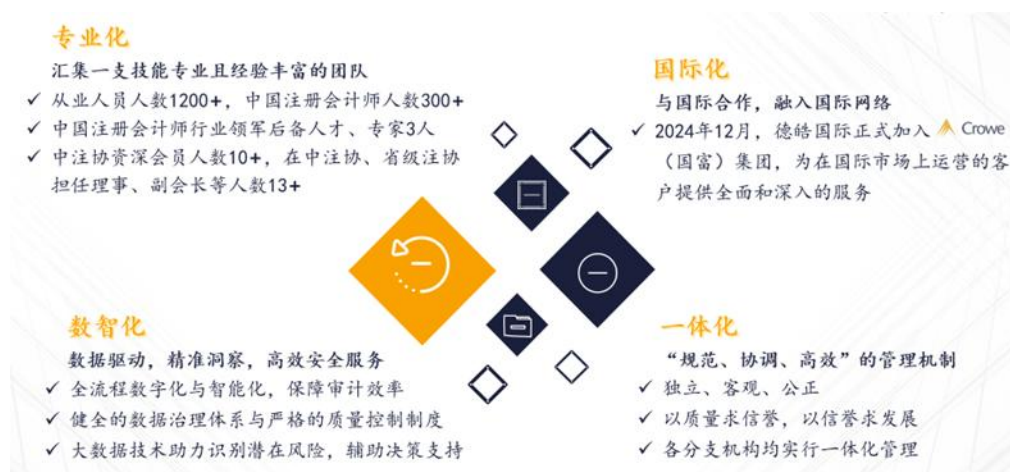 专业化
汇集一支技能专业且经验丰富的团队
✓ 从业人员人数1200+，中国注册会计师人数300+
✓ 中国注册会计师行业领军后备人才、专家3人
✓ 中注协资深会员人数10+，在中注协、省级注协
担任理事、副会长等人数13+
国际化
与国际合作，融入国际网络
✓ 2024年12月，德皓国际正式加入 Crowe
（国富）集团，为在国际市场上运营的客
户提供全面和深入的服务
数智化
数据驱动，精准洞察，高效安全服务
✓ 全流程数字化与智能化，保障审计效率
✓ 健全的数据治理体系与严格的质量控制制度
✓ 大数据技术助力识别潜在风险，辅助决策支持
一体化
“规范、协调、高效”的管理机制
✓ 独立、客观、公正
✓ 以质量求信誉，以信誉求发展
✓ 各分支机构均实行一体化管理